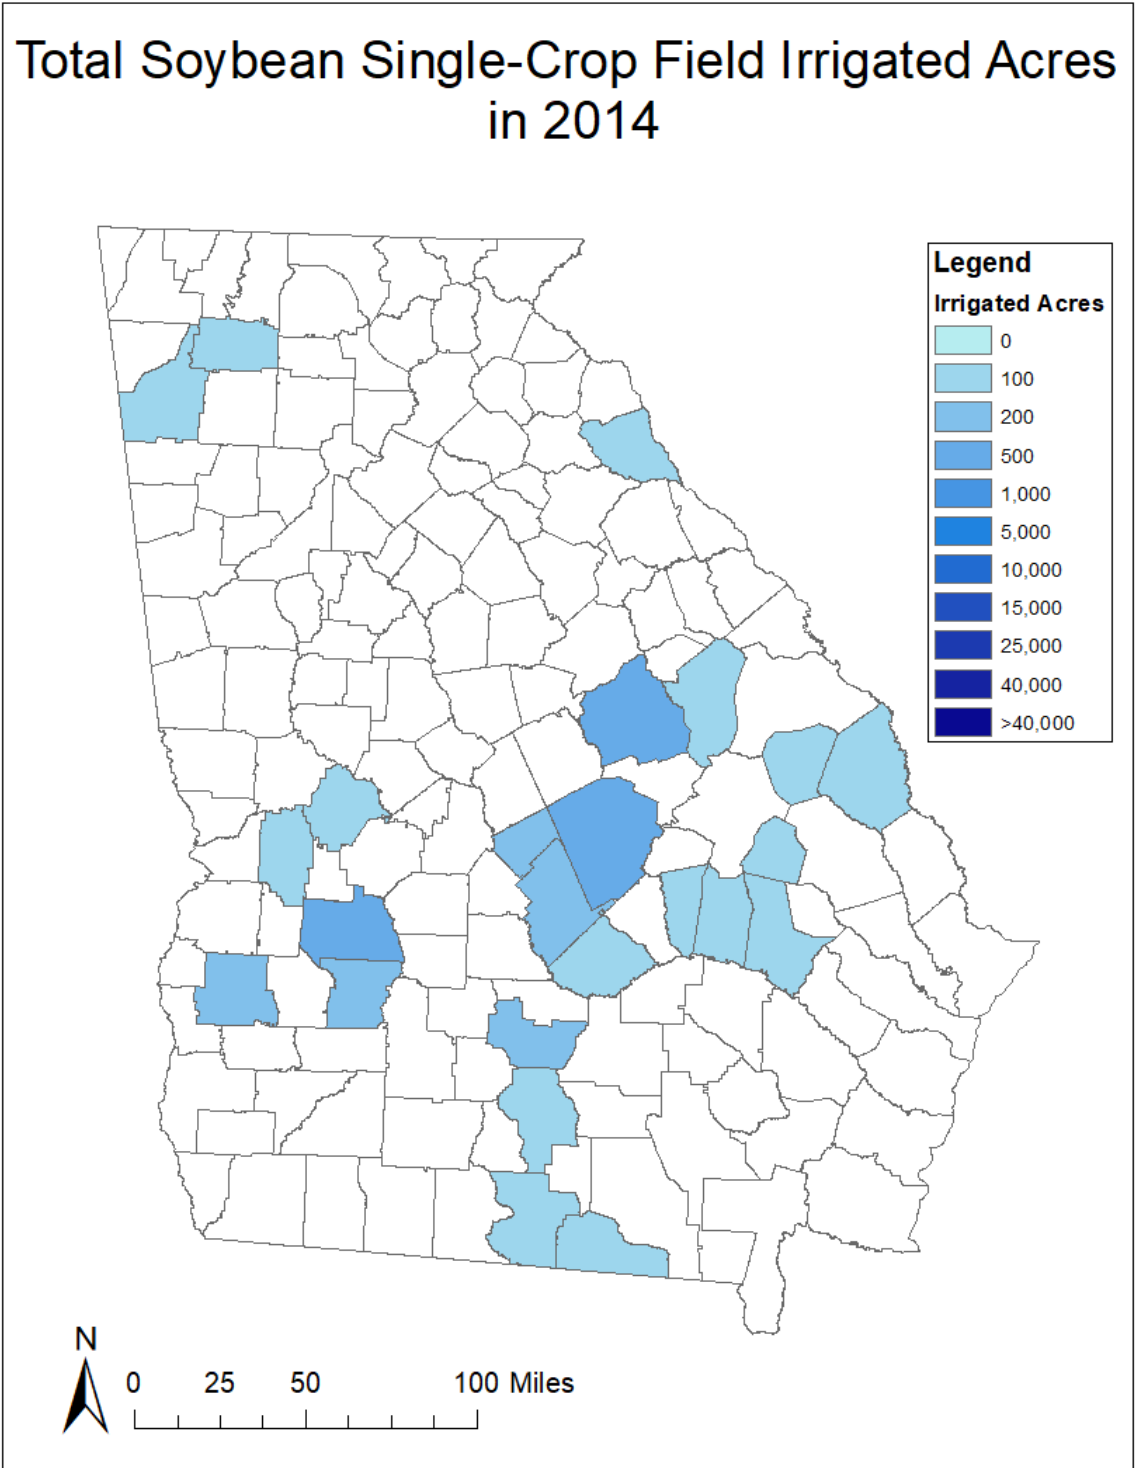 Total Soybean Single-Crop Field Irrigated Acres
in 2014
Legend
Irrigated Acres
0
100
200
500
1,000
5,000
10,000
15,000
25,000
40,000
>40,000
N
0 25 50 100 Miles